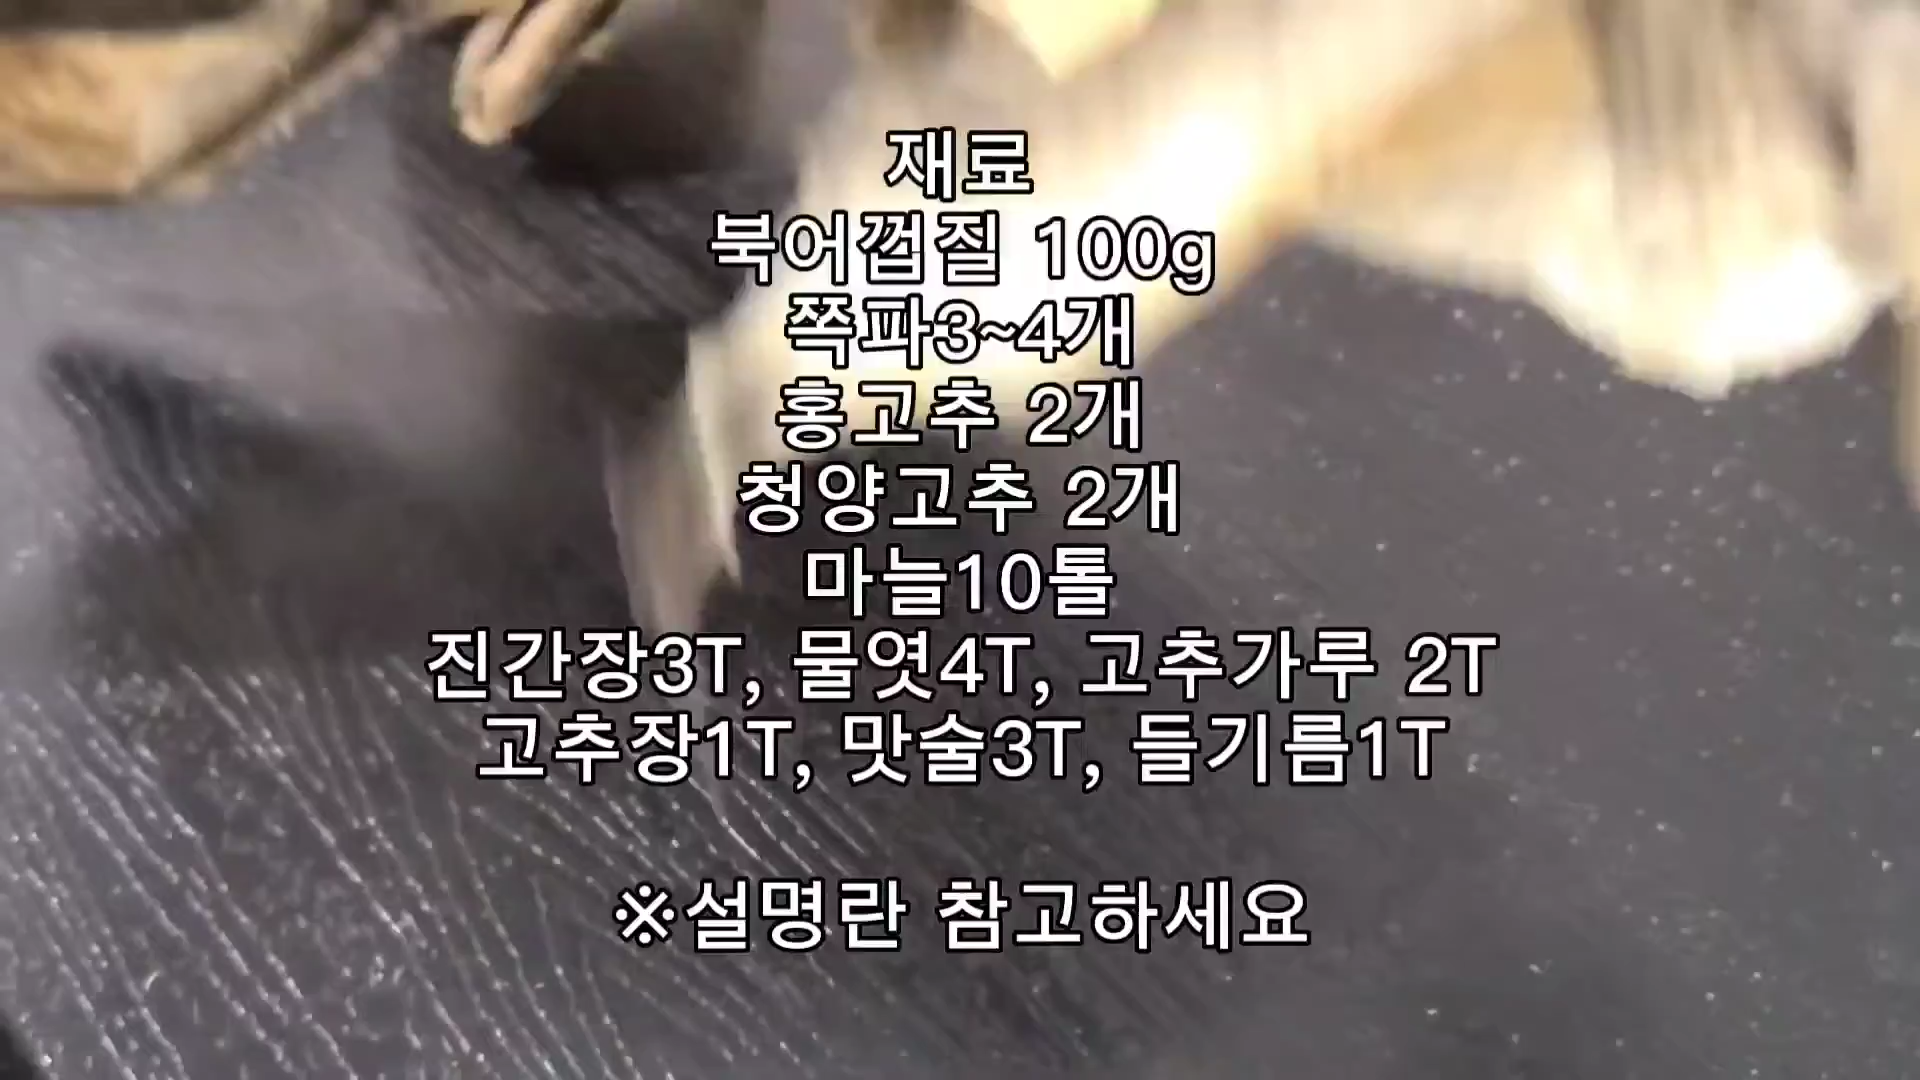 재료
북어껍질 100g
쪽파3~4개
홍고추 2개
청양고추 2개
마늘10톨
진간장3T, 물엿4T, 고추가루 2T
고추장1T, 맛술3T, 들기름1T
※설명란 참고하세요